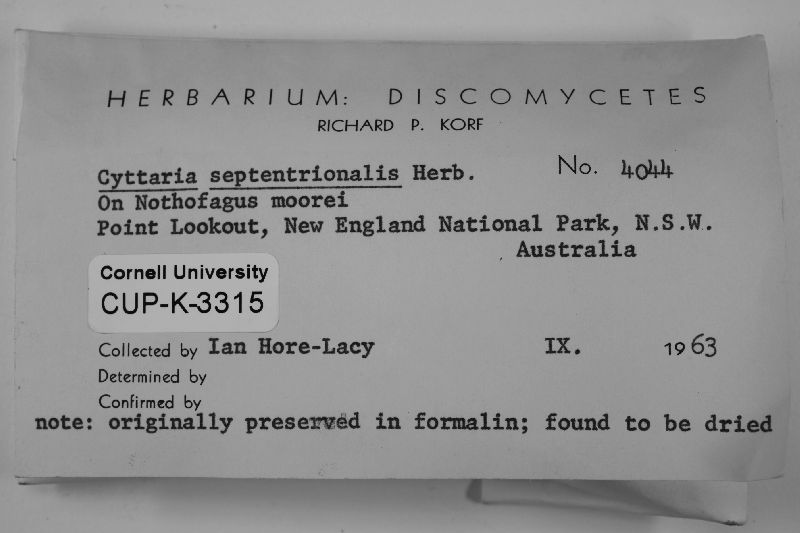 HERBARIUM: DISCOMYCETES
RICHARD P. KORF
Cyttaria septentrionalis Herb. No. 4044
On Nothofagus moorei
Point Lookout, New England National Park, N.S.W.
Australia
Cornell University
CUP-K-3315
Collected by Ian Hore-Lacy IX. 1963
Determined by
Confirmed by
note: originally preserved in formalin; found to be dried